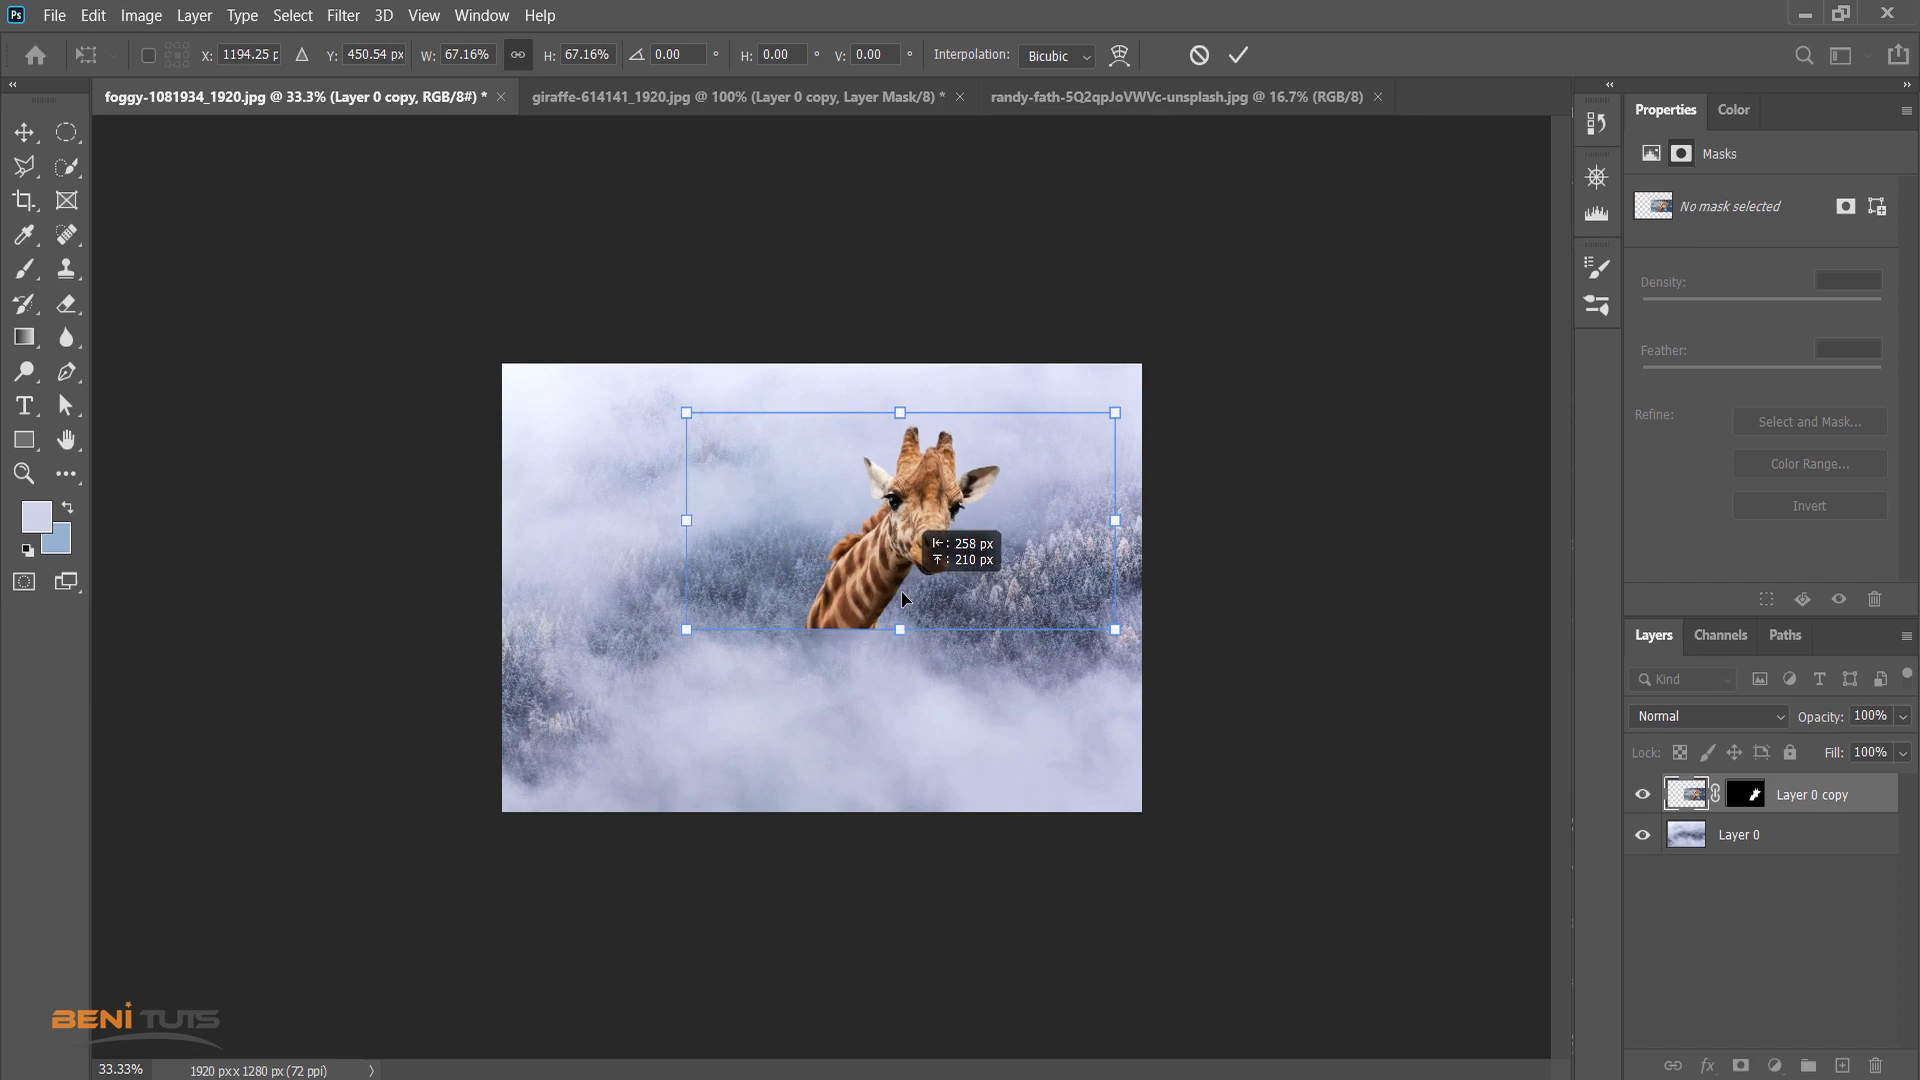 Ps File Edit Image Layer Type Select Filter 3D View Window Help
X: 1194.25 p Y: 450.54 px W: 67.16% H: 67.16% 0.00 ° H: 0.00 ° V: 0.00 ° Interpolation: Bicubic
foggy-1081934_1920.jpg @ 33.3% (Layer 0 copy, RGB/8#) *
giraffe-614141_1920.jpg @ 100% (Layer 0 copy, Layer Mask/8) *
randy-fath-5Q2qpJoVWVc-unsplash.jpg @ 16.7% (RGB/8)
Properties Color
Masks
No mask selected
Density:
Feather:
Refine:
Select and Mask...
Color Range...
Invert
: 258 px
: 210 px
Layers Channels Paths
Kind
Normal Opacity: 100%
Lock: Fill: 100%
Layer 0 copy
Layer 0
BENI TUTS
33.33% 1920 px x 1280 px (72 ppi)